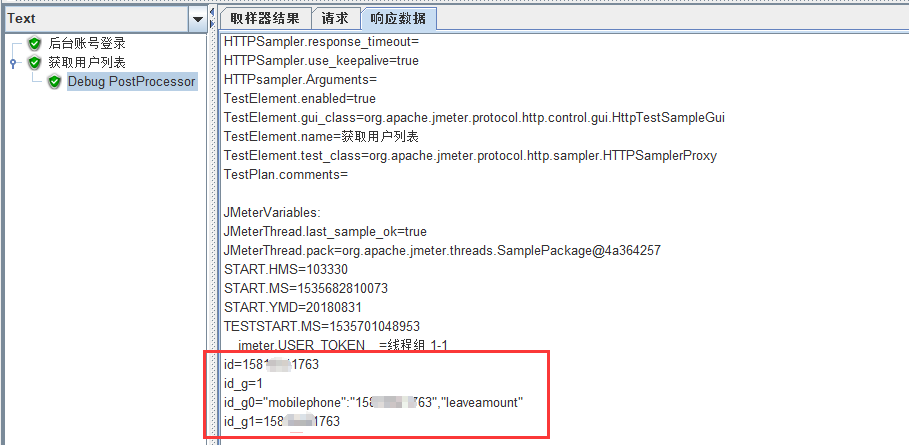 Text
取样器结果 请求 响应数据
后台账号登录
获取用户列表
Debug PostProcessor
HTTPSampler.response_timeout=
HTTPSampler.use_keepalive=true
HTTPsampler.Arguments=
TestElement.enabled=true
TestElement.gui_class=org.apache.jmeter.protocol.http.control.gui.HttpTestSampleGui
TestElement.name=获取用户列表
TestElement.test_class=org.apache.jmeter.protocol.http.sampler.HTTPSamplerProxy
TestPlan.comments=
JMeterVariables:
JMeterThread.last_sample_ok=true
JMeterThread.pack=org.apache.jmeter.threads.SamplePackage@4a364257
START.HMS=103330
START.MS=1535682810073
START.YMD=20180831
TESTSTART.MS=1535701048953
__jmeter.USER_TOKEN__=线程组 1-1
id=1581 1763
id_g=1
id_g0="mobilephone":"158 763","leaveamount"
id_g1=158 1763